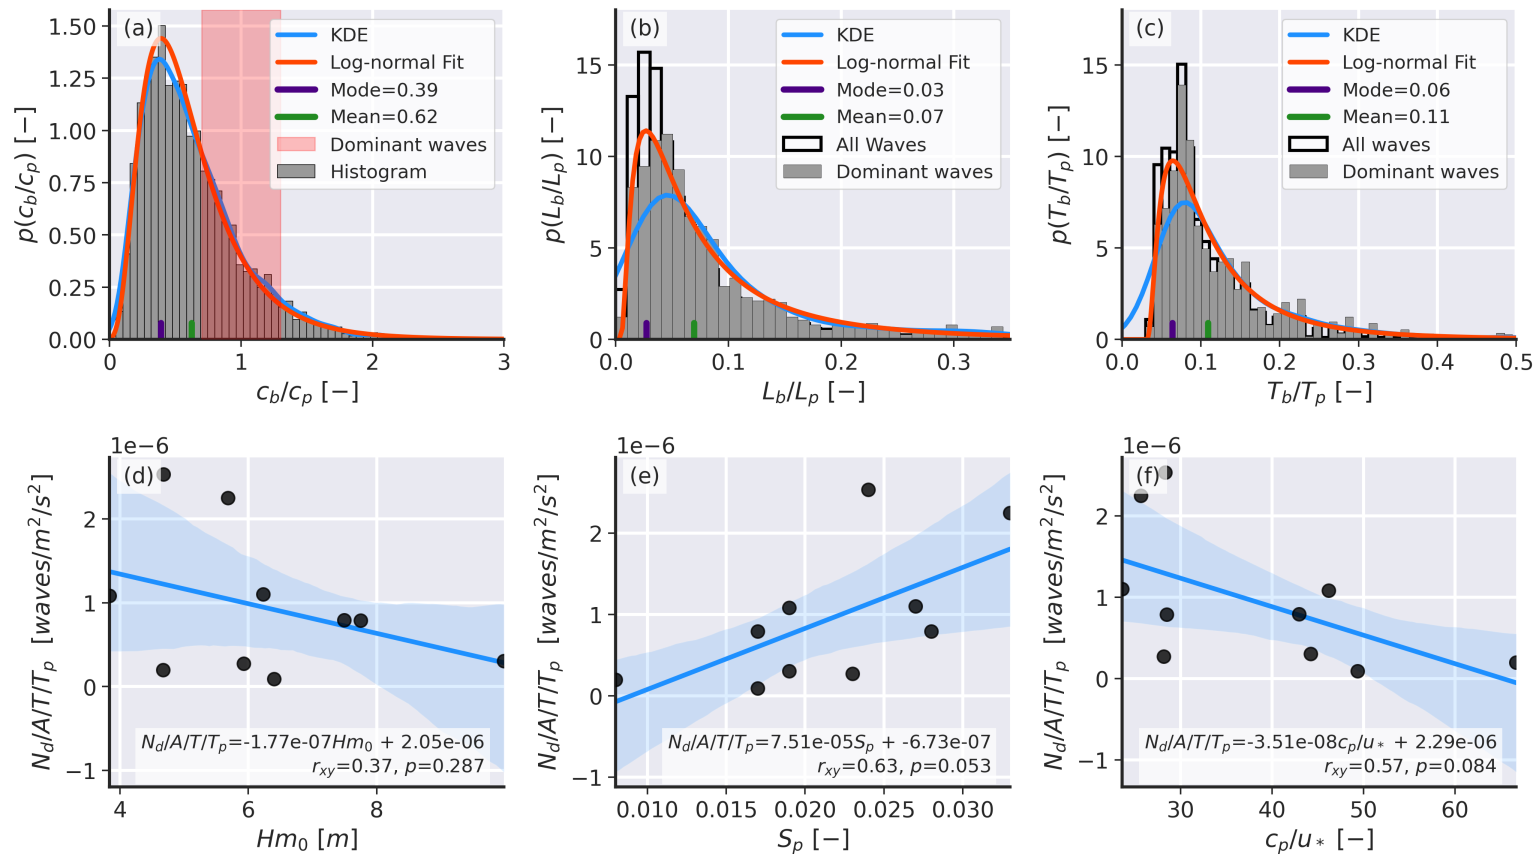 (a)
KDE
Log-normal Fit
Mode=0.39
Mean=0.62
Dominant waves
Histogram
1.50
1.25
1.00
0.75
0.50
0.25
0.00
0
1
2
3
p(c_b/c_p) [−]
c_b/c_p [−]
(b)
KDE
Log-normal Fit
Mode=0.03
Mean=0.07
All Waves
Dominant waves
15
10
5
0
0.0
0.1
0.2
0.3
p(L_b/L_p) [−]
L_b/L_p [−]
(c)
KDE
Log-normal Fit
Mode=0.06
Mean=0.11
All waves
Dominant waves
15
10
5
0
0.0
0.1
0.2
0.3
0.4
0.5
p(T_b/T_p) [−]
T_b/T_p [−]
1e−6
(d)
2
1
0
−1
4
6
8
N_d/A/T/T_p [waves/m²/s²]
N_d/A/T/T_p=-1.77e-07Hm₀ + 2.05e-06
r_xy=0.37, p=0.287
Hm₀ [m]
1e−6
(e)
2
1
0
−1
0.010
0.015
0.020
0.025
0.030
N_d/A/T/T_p [waves/m²/s²]
N_d/A/T/T_p=7.51e-05S_p + -6.73e-07
r_xy=0.63, p=0.053
S_p [−]
1e−6
(f)
2
1
0
−1
30
40
50
60
N_d/A/T/T_p [waves/m²/s²]
N_d/A/T/T_p=-3.51e-08c_p/u_* + 2.29e-06
r_xy=0.57, p=0.084
c_p/u_* [−]